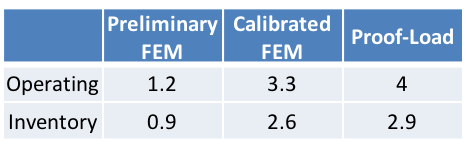 Preliminary FEM Calibrated FEM Proof-Load
Operating 1.2 3.3 4
Inventory 0.9 2.6 2.9